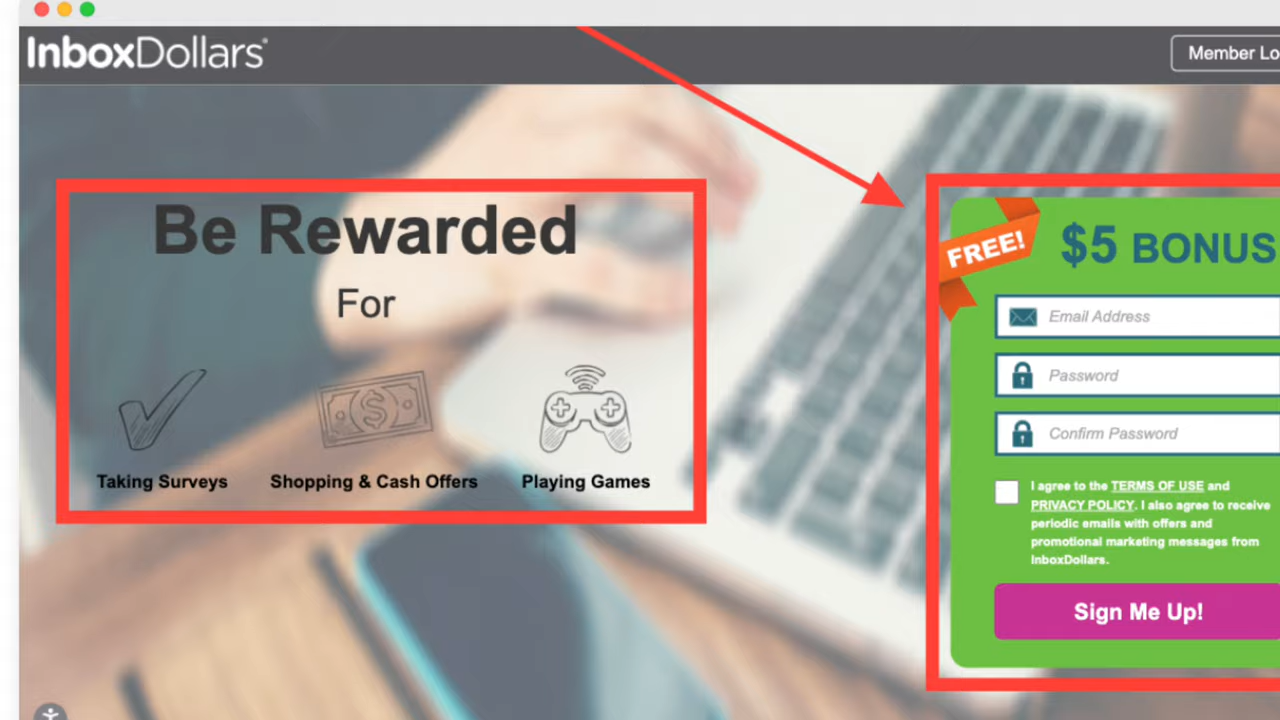 InboxDollars®
Member Lo
Be Rewarded
For
Taking Surveys
Shopping & Cash Offers
Playing Games
FREE!
$5 BONUS
Email Address
Password
Confirm Password
I agree to the TERMS OF USE and
PRIVACY POLICY. I also agree to receive
periodic emails with offers and
promotional marketing messages from
InboxDollars.
Sign Me Up!